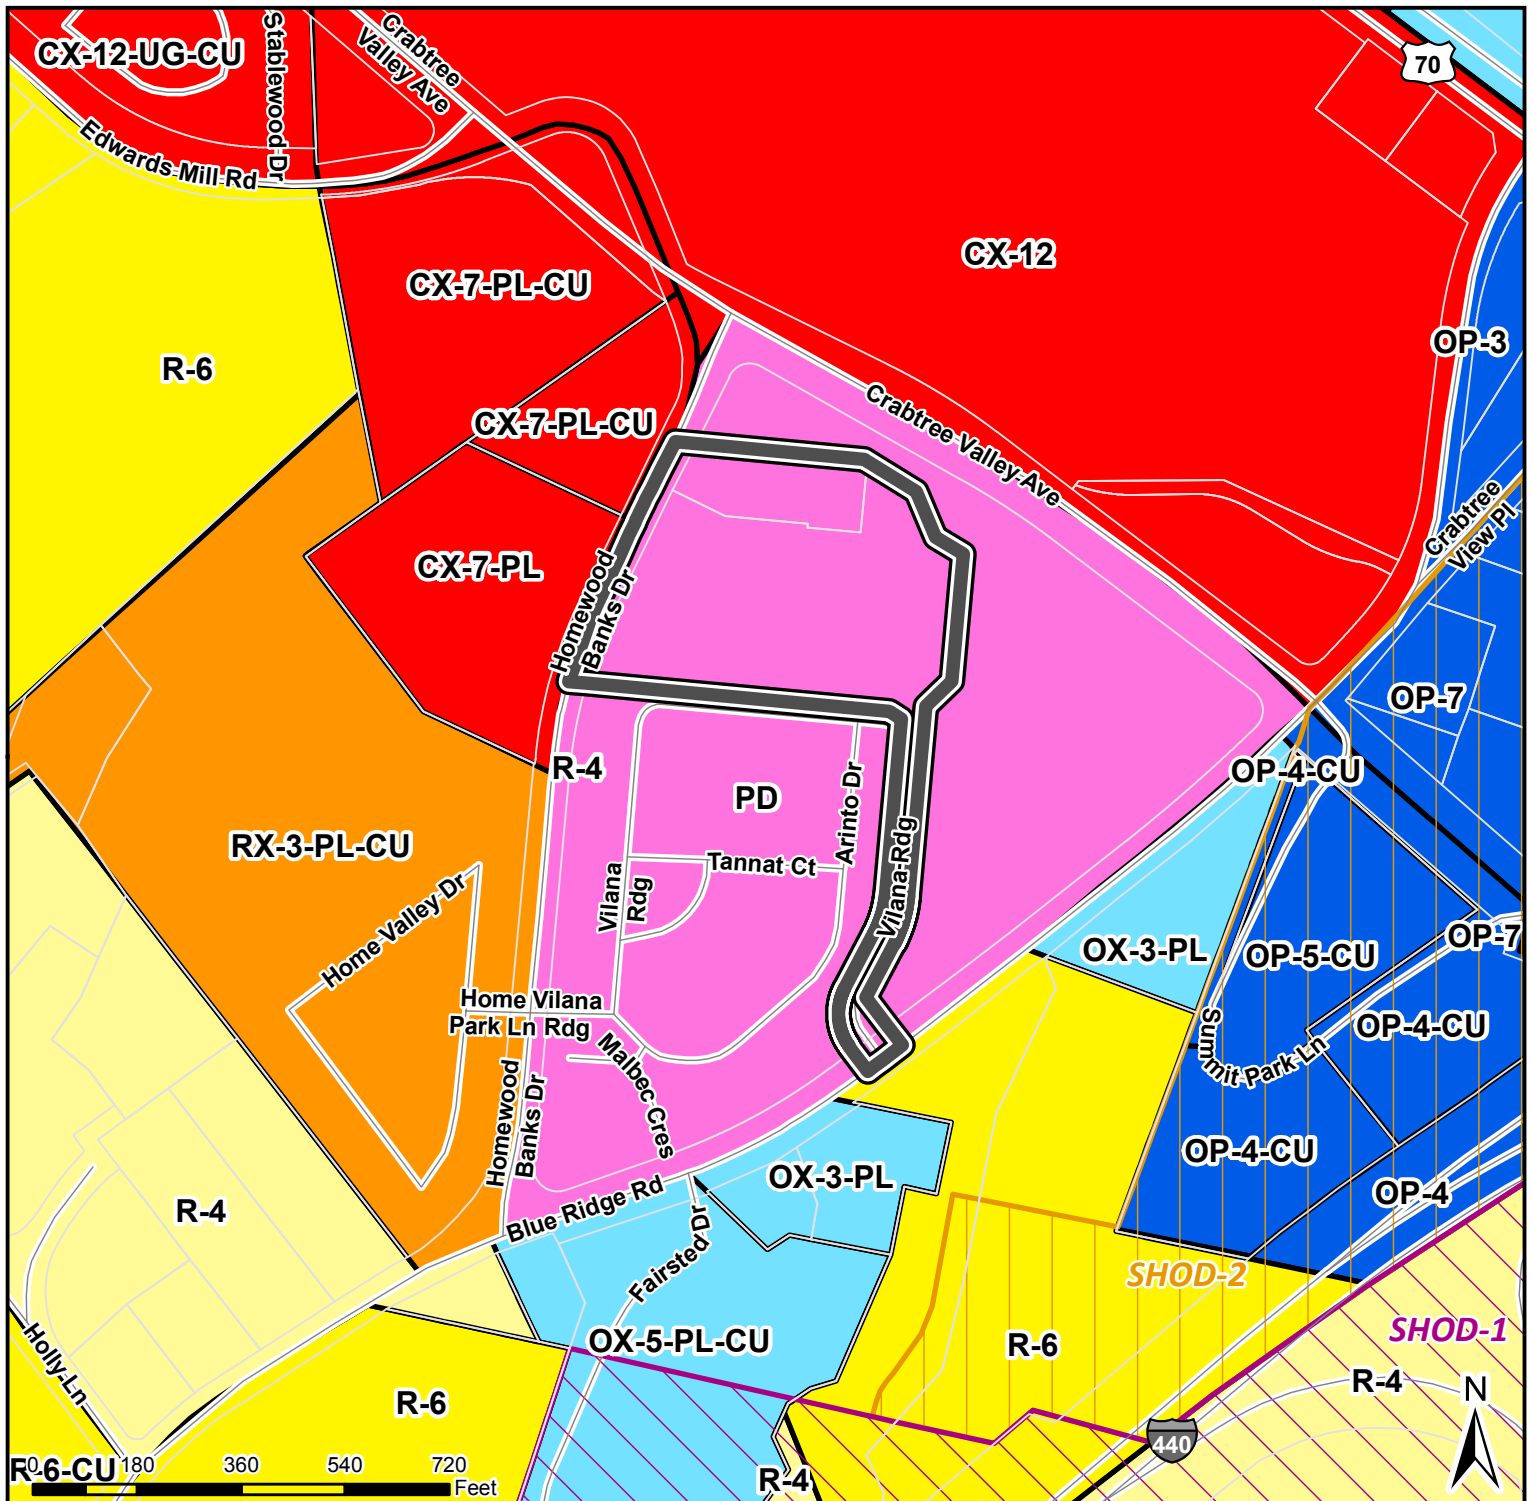 CX-12-UG-CU
Stablewood Dr
Crabtree
Valley Ave
70
Edwards Mill Rd
CX-12
CX-7-PL-CU
OP-3
R-6
Crabtree Valley Ave
CX-7-PL-CU
Crabtree
View Pl
CX-7-PL
Homewood
Banks Dr
OP-7
R-4
OP-4-CU
PD
Arinto Dr
RX-3-PL-CU
Tannat Ct
Vilana Rdg
Vilana
Rdg
Home Valley Dr
OP-7
OX-3-PL
OP-5-CU
Home Vilana
Park Ln Rdg
OP-4-CU
Summit Park Ln
Malbec Cres
Homewood
Banks Dr
OP-4-CU
OX-3-PL
OP-4
R-4
Blue Ridge Rd
Fairsted Dr
SHOD-2
SHOD-1
OX-5-PL-CU
R-6
Holly Ln
R-4
N
R-6
440
R-6-CU
0 180 360 540 720
Feet
R-4